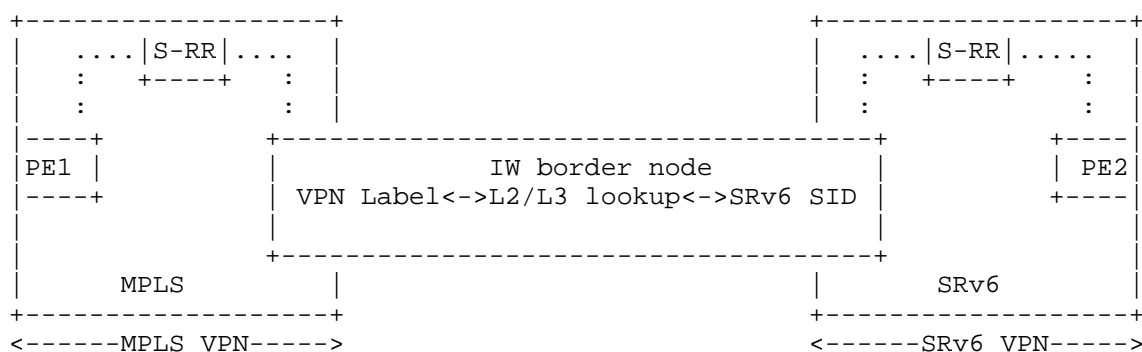 +-------------------+                              +-------------------+
|    ....|S-RR|.... |                              |  ....|S-RR|.....  |
|   :   +----+   :  |                              |  :   +----+    :  |
|   :            :  |                              |  :             :  |
|----+          +-------------------------------------+          +----|
|PE1 |          |            IW border node           |          | PE2|
|----+          | VPN Label<->L2/L3 lookup<->SRv6 SID |          +----|
|               |                                     |               |
|               +-------------------------------------+               |
|      MPLS         |                              |       SRv6        |
+-------------------+                              +-------------------+
<------MPLS VPN----->                              <------SRv6 VPN----->